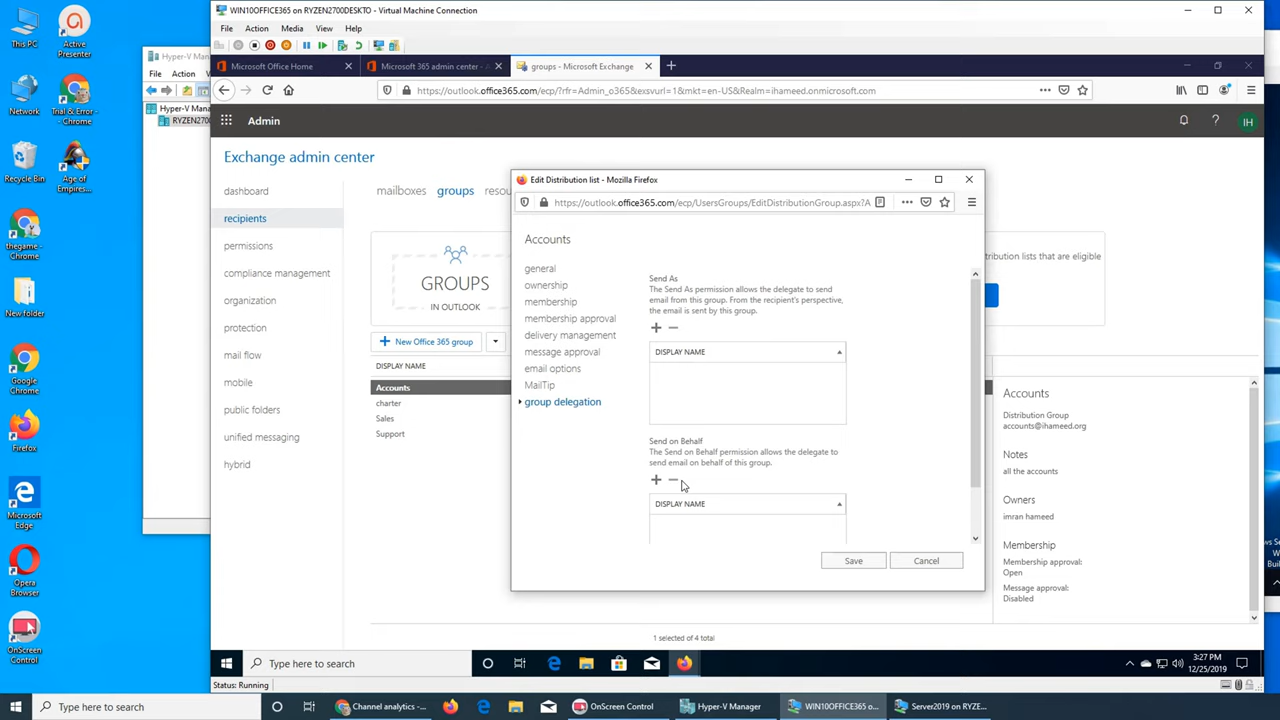 WIN10OFFICE365 on RYZEN2700DESKTO - Virtual Machine Connection
File Action Media View Help
This PC
Active Presenter
Network
Trial & Error - Chrome
Recycle Bin
Age of Empires...
thegame - Chrome
New folder
Google Chrome
Firefox
Microsoft Edge
Opera Browser
OnScreen Control
Hyper-V Mana
File Action
Hyper-V Mana
RYZEN2700
Microsoft Office Home
Microsoft 365 admin center -
groups - Microsoft Exchange
https://outlook.office365.com/ecp/?rfr=Admin_o365&exsvurl=1&mkt=en-US&Realm=ihameed.onmicrosoft.com
Admin
? IH
Exchange admin center
dashboard
recipients
permissions
compliance management
organization
protection
mail flow
mobile
public folders
unified messaging
hybrid
mailboxes groups resou
GROUPS
IN OUTLOOK
tribution lists that are eligible
New Office 365 group
DISPLAY NAME
Accounts
charter
Sales
Support
1 selected of 4 total
Edit Distribution list - Mozilla Firefox
https://outlook.office365.com/ecp/UsersGroups/EditDistributionGroup.aspx?A
Accounts
general
ownership
membership
membership approval
delivery management
message approval
email options
MailTip
group delegation
Send As
The Send As permission allows the delegate to send
email from this group. From the recipient's perspective,
the email is sent by this group.
DISPLAY NAME
Send on Behalf
The Send on Behalf permission allows the delegate to
send email on behalf of this group.
DISPLAY NAME
Save Cancel
Accounts
Distribution Group
accounts@ihameed.org
Notes
all the accounts
Owners
imran hameed
Membership
Membership approval:
Open
Message approval:
Disabled
Type here to search
3:27 PM
12/25/2019
Status: Running
Type here to search
Channel analytics -...
OnScreen Control
Hyper-V Manager
WIN10OFFICE365 o...
Server2019 on RYZE...